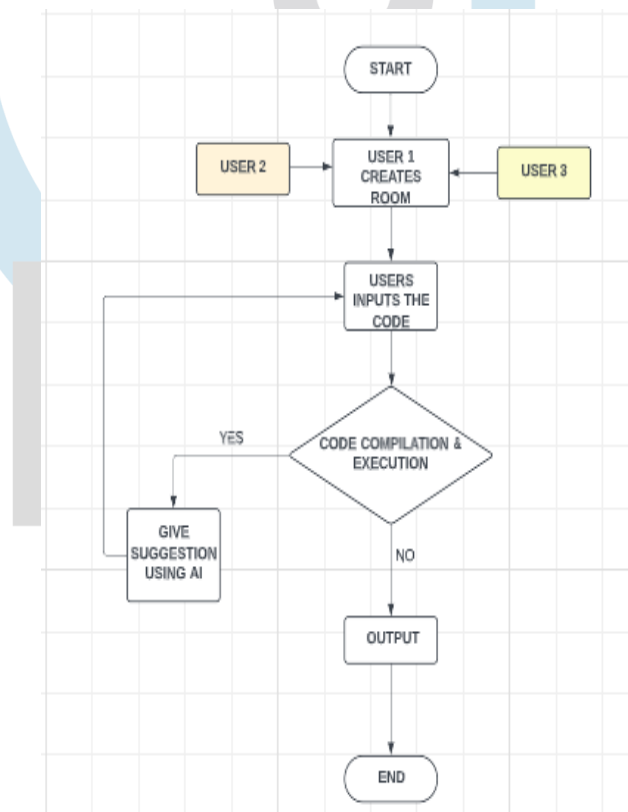 START
USER 2
USER 1
CREATES
ROOM
USER 3
USERS
INPUTS THE
CODE
YES
CODE COMPILATION &
EXECUTION
GIVE
SUGGESTION
USING AI
NO
OUTPUT
END